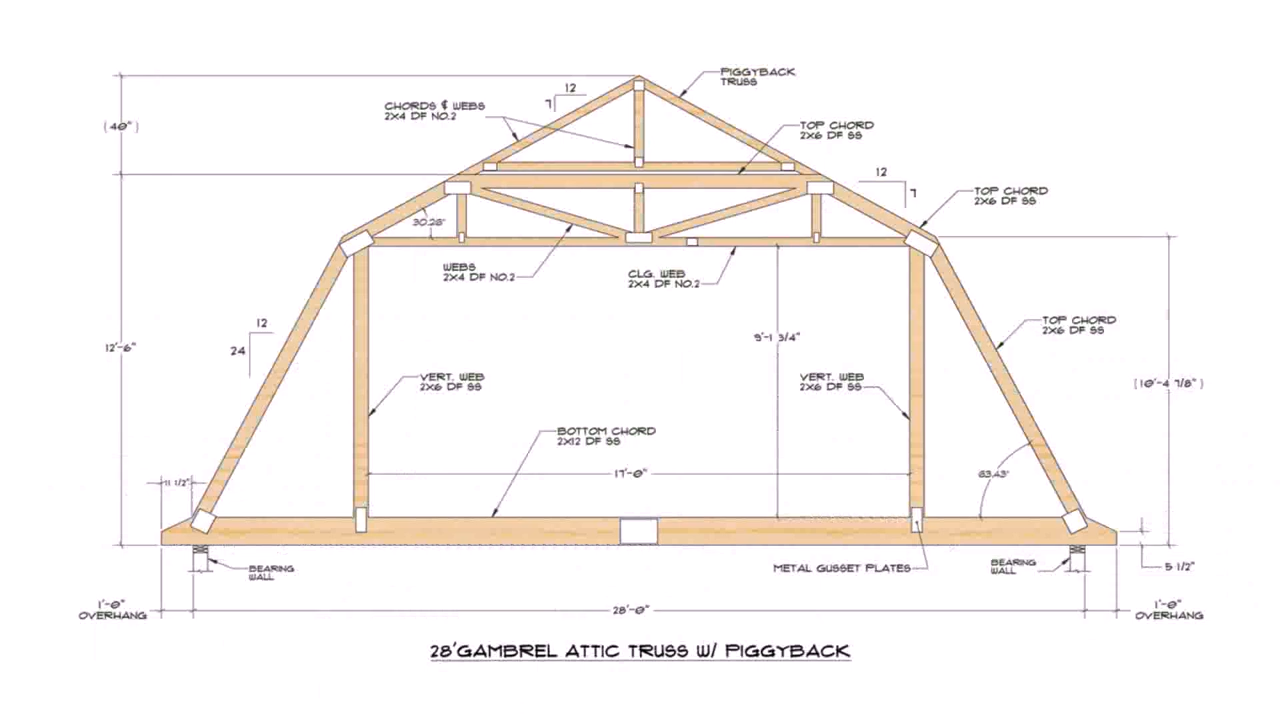 PIGGYBACK
TRUSS
12
7
CHORDS & WEBS
2X4 DF NO.2
(40")
TOP CHORD
2X6 DF SS
12
7
TOP CHORD
2X6 DF SS
30.26°
WEBS
2X4 DF NO.2
CLG. WEB
2X4 DF NO.2
12
24
TOP CHORD
2X6 DF SS
9'-1 3/4"
12'-6"
VERT. WEB
2X6 DF SS
VERT. WEB
2X6 DF SS
(10'-4 7/8")
BOTTOM CHORD
2X12 DF SS
17'-0"
63.43°
11 1/2"
BEARING
WALL
METAL GUSSET PLATES
BEARING
WALL
5 1/2"
1'-0"
OVERHANG
28'-0"
1'-0"
OVERHANG
28'GAMBREL ATTIC TRUSS W/ PIGGYBACK